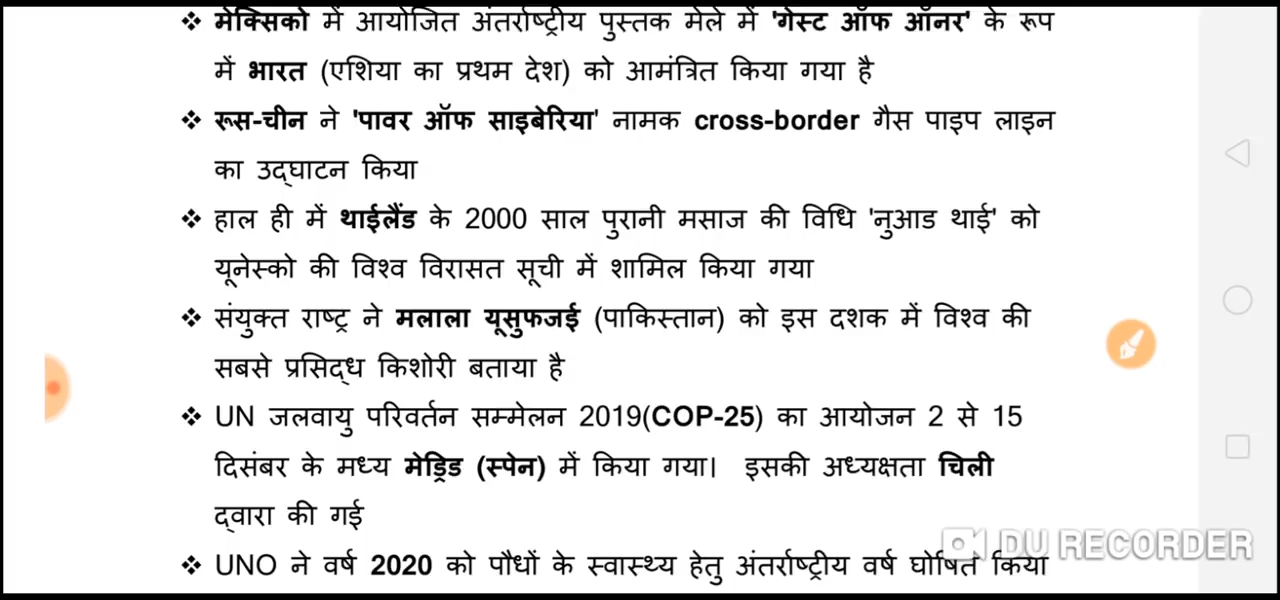 ❖ मेक्सिको में आयोजित अंतर्राष्ट्रीय पुस्तक मेले में 'गेस्ट ऑफ ऑनर' के रूप
में भारत (एशिया का प्रथम देश) को आमंत्रित किया गया है
❖ रूस-चीन ने 'पावर ऑफ साइबेरिया' नामक cross-border गैस पाइप लाइन
का उद्घाटन किया
❖ हाल ही में थाईलैंड के 2000 साल पुरानी मसाज की विधि 'नुआड थाई' को
यूनेस्को की विश्व विरासत सूची में शामिल किया गया
❖ संयुक्त राष्ट्र ने मलाला यूसुफजई (पाकिस्तान) को इस दशक में विश्व की
सबसे प्रसिद्ध किशोरी बताया है
❖ UN जलवायु परिवर्तन सम्मेलन 2019(COP-25) का आयोजन 2 से 15
दिसंबर के मध्य मेड्रिड (स्पेन) में किया गया। इसकी अध्यक्षता चिली
द्वारा की गई
❖ UNO ने वर्ष 2020 को पौधों के स्वास्थ्य हेतु अंतर्राष्ट्रीय वर्ष घोषित किया
DU RECORDER